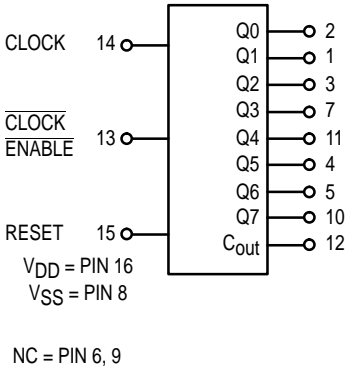 CLOCK 14
CLOCK
ENABLE 13
RESET 15
Q0 2
Q1 1
Q2 3
Q3 7
Q4 11
Q5 4
Q6 5
Q7 10
Cout 12
VDD = PIN 16
VSS = PIN 8
NC = PIN 6, 9